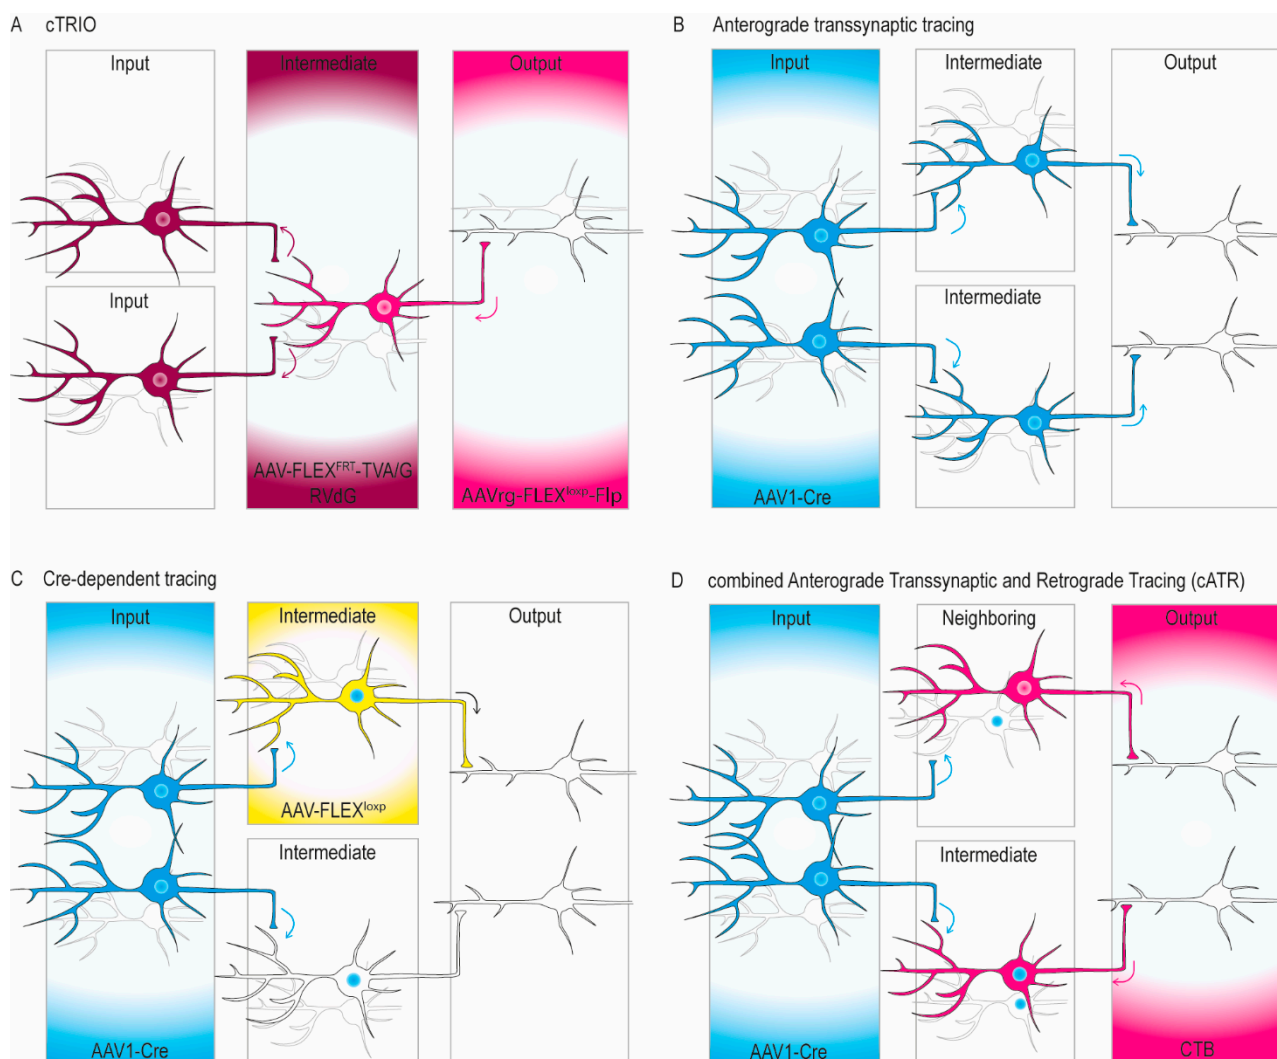 A cTRIO
Input
Intermediate
Output
Input
AAV-FLEXFRT-TVA/G
RVdG
AAVrg-FLEXloxp-Flp
B Anterograde transsynaptic tracing
Input
Intermediate
Output
Intermediate
AAV1-Cre
C Cre-dependent tracing
Input
Intermediate
Output
AAV-FLEXloxp
Intermediate
AAV1-Cre
D combined Anterograde Transsynaptic and Retrograde Tracing (cATR)
Input
Neighboring
Output
Intermediate
AAV1-Cre
CTB